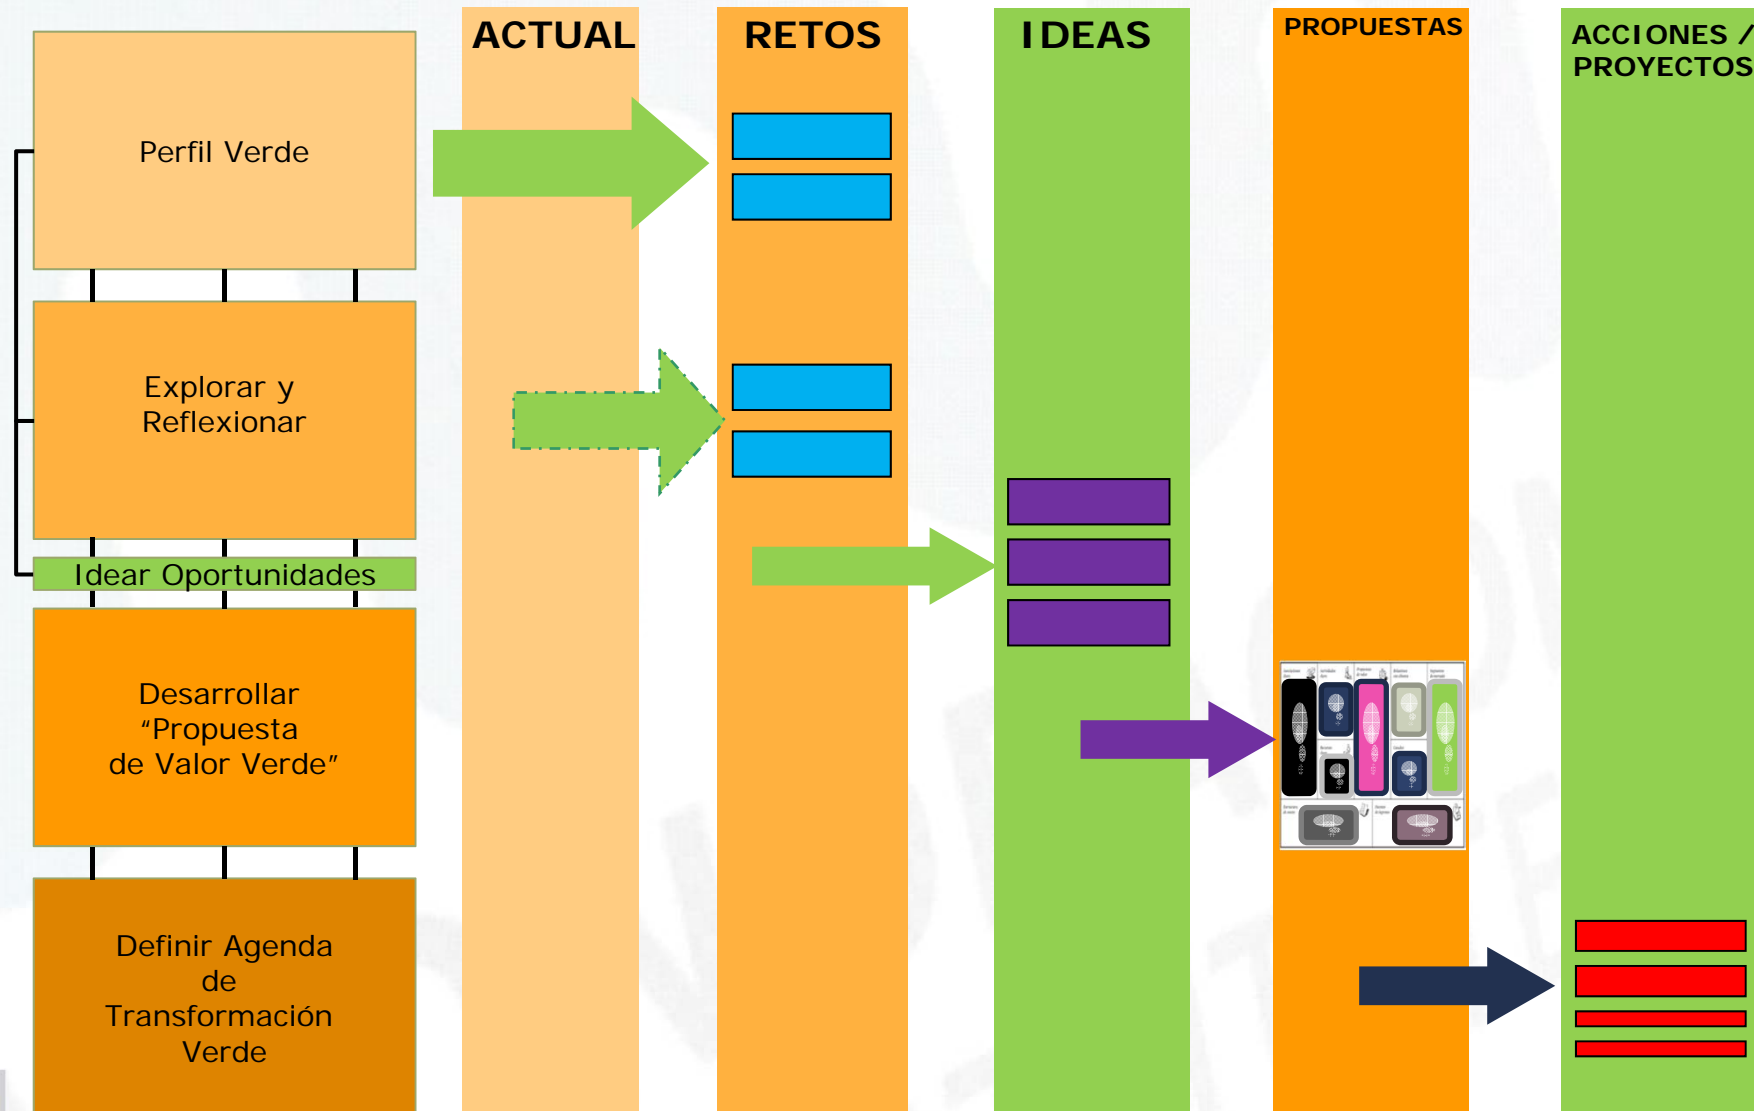 ACTUAL
RETOS
IDEAS
PROPUESTAS
ACCIONES /
PROYECTOS
Perfil Verde
Explorar y
Reflexionar
Idear Oportunidades
Desarrollar
“Propuesta
de Valor Verde”
Definir Agenda
de
Transformación
Verde